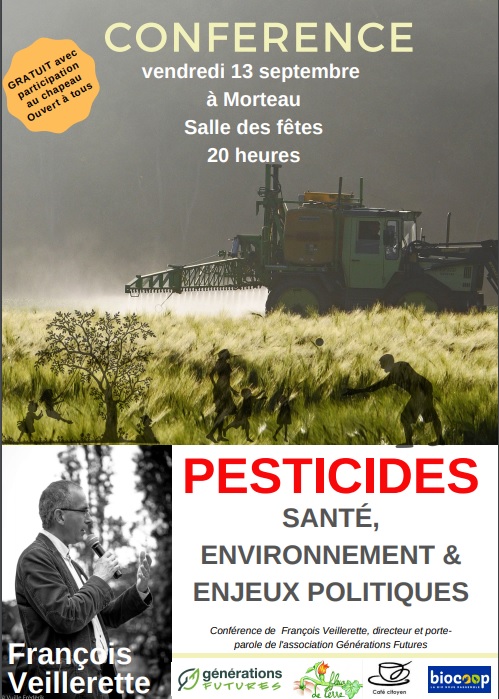 CONFERENCE
vendredi 13 septembre
à Morteau
Salle des fêtes
20 heures
GRATUIT avec
participation
au chapeau
Ouvert à tous
PESTICIDES
SANTÉ,
ENVIRONNEMENT &
ENJEUX POLITIQUES
Conférence de François Veillerette, directeur et porte-
parole de l'association Générations Futures
François
Veillerette
générations
FUTURES
de terre
Café citoyen
biocoop